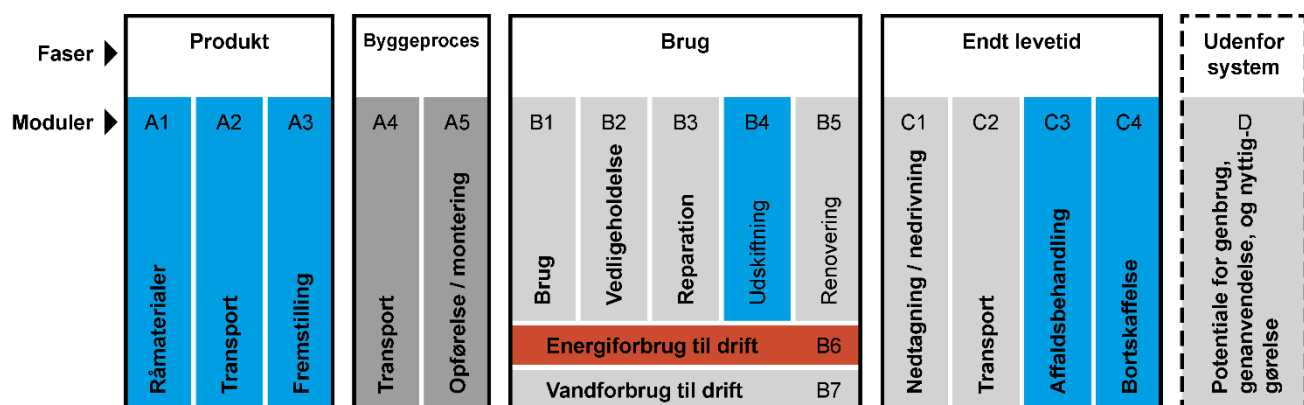 Faser
Produkt
Byggeproces
Brug
Endt levetid
Udenfor
system
Moduler
A1
A2
A3
A4
A5
B1
B2
B3
B4
B5
C1
C2
C3
C4
D
Råmaterialer
Transport
Fremstilling
Transport
Opførelse / montering
Brug
Vedligeholdelse
Reparation
Udskiftning
Renovering
Energiforbrug til drift B6
Vandforbrug til drift B7
Nedtagning / nedrivning
Transport
Affaldsbehandling
Bortskaffelse
Potentiale for genbrug,
genanvendelse, og nyttig-
gørelse